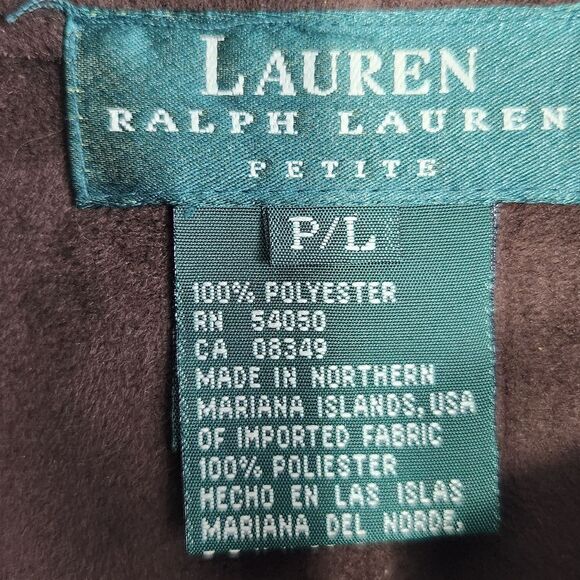 LAUREN
RALPH LAUREN
PETITE
P/L
100% POLYESTER
RN 54050
CA 08349
MADE IN NORTHERN
MARIANA ISLANDS, USA
OF IMPORTED FABRIC
100% POLIESTER
HECHO EN LAS ISLAS
MARIANA DEL NORDE,